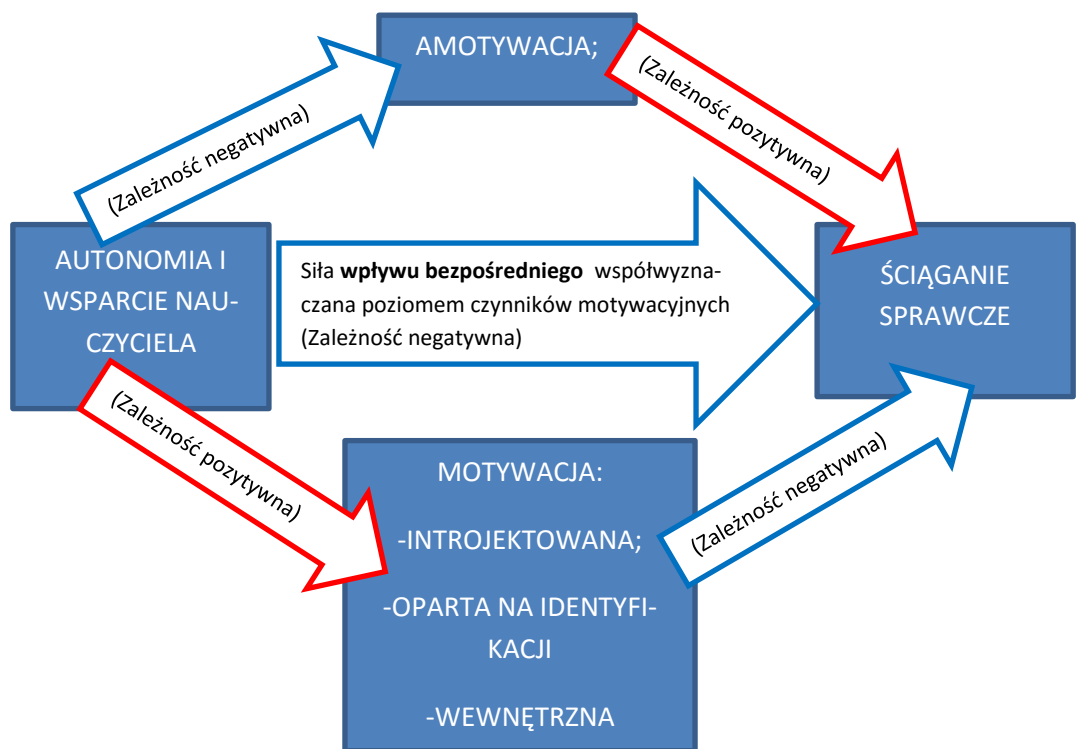 AMOTYWACJA;
(Zależność negatywna)
(Zależność pozytywna)
AUTONOMIA I
WSPARCIE NAU-
CZYCIELA
Siła wpływu bezpośredniego współwyzna-
czana poziomem czynników motywacyjnych
(Zależność negatywna)
ŚCIĄGANIE
SPRAWCZE
(Zależność pozytywna)
MOTYWACJA:
-INTROJEKTOWANA;
-OPARTA NA IDENTYFI-
KACJI
-WEWNĘTRZNA
(Zależność negatywna)